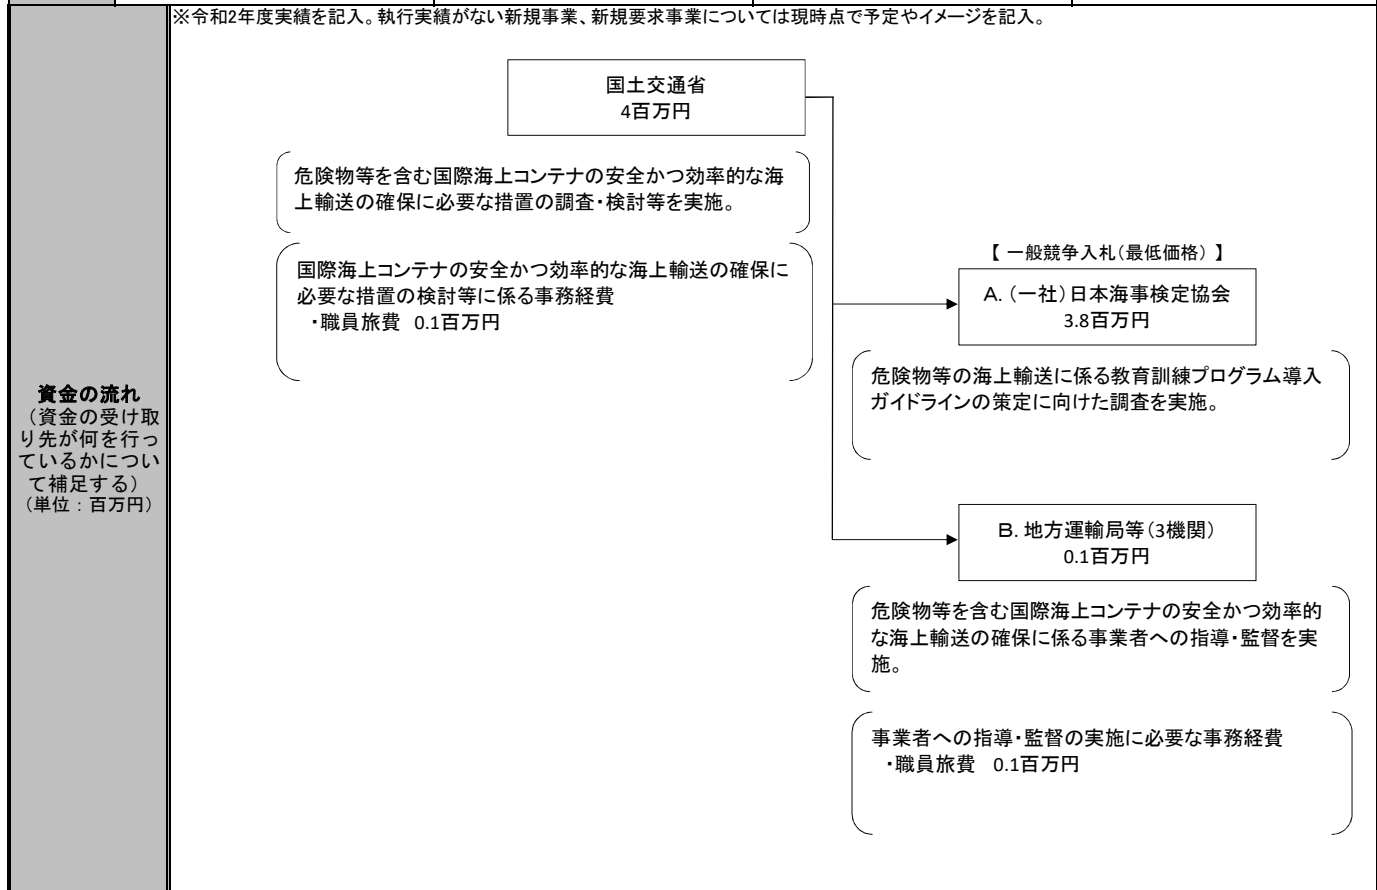 ※令和2年度実績を記入。執行実績がない新規事業、新規要求事業については現時点で予定やイメージを記入。
資金の流れ
（資金の受け取
り先が何を行っ
ているかについ
て補足する）
（単位：百万円）
国土交通省
4百万円
危険物等を含む国際海上コンテナの安全かつ効率的な海
上輸送の確保に必要な措置の調査・検討等を実施。
国際海上コンテナの安全かつ効率的な海上輸送の確保に
必要な措置の検討等に係る事務経費
・職員旅費 0.1百万円
【 一般競争入札（最低価格） 】
A．（一社）日本海事検定協会
3.8百万円
危険物等の海上輸送に係る教育訓練プログラム導入
ガイドラインの策定に向けた調査を実施。
B．地方運輸局等（3機関）
0.1百万円
危険物等を含む国際海上コンテナの安全かつ効率的
な海上輸送の確保に係る事業者への指導・監督を実
施。
事業者への指導・監督の実施に必要な事務経費
・職員旅費 0.1百万円